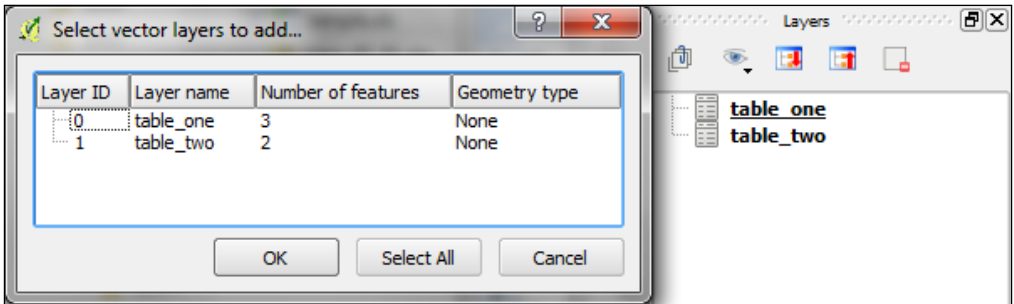 Select vector layers to add...
Layer ID Layer name Number of features Geometry type
0 table_one 3 None
1 table_two 2 None
OK Select All Cancel
Layers
table_one
table_two